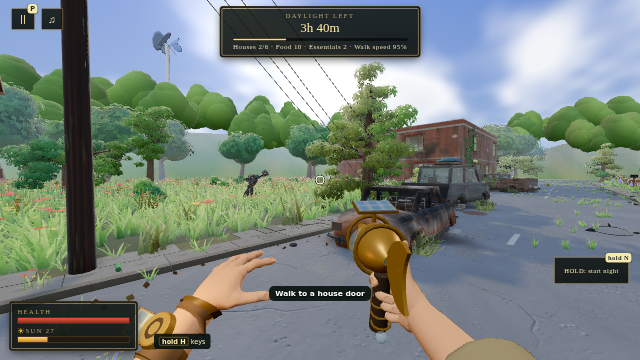 P
DAYLIGHT LEFT
3h 40m
Houses 2/6 · Food 10 · Essentials 2 · Walk speed 95%
hold N
HOLD: start night
Walk to a house door
HEALTH
SUN 27
hold H keys